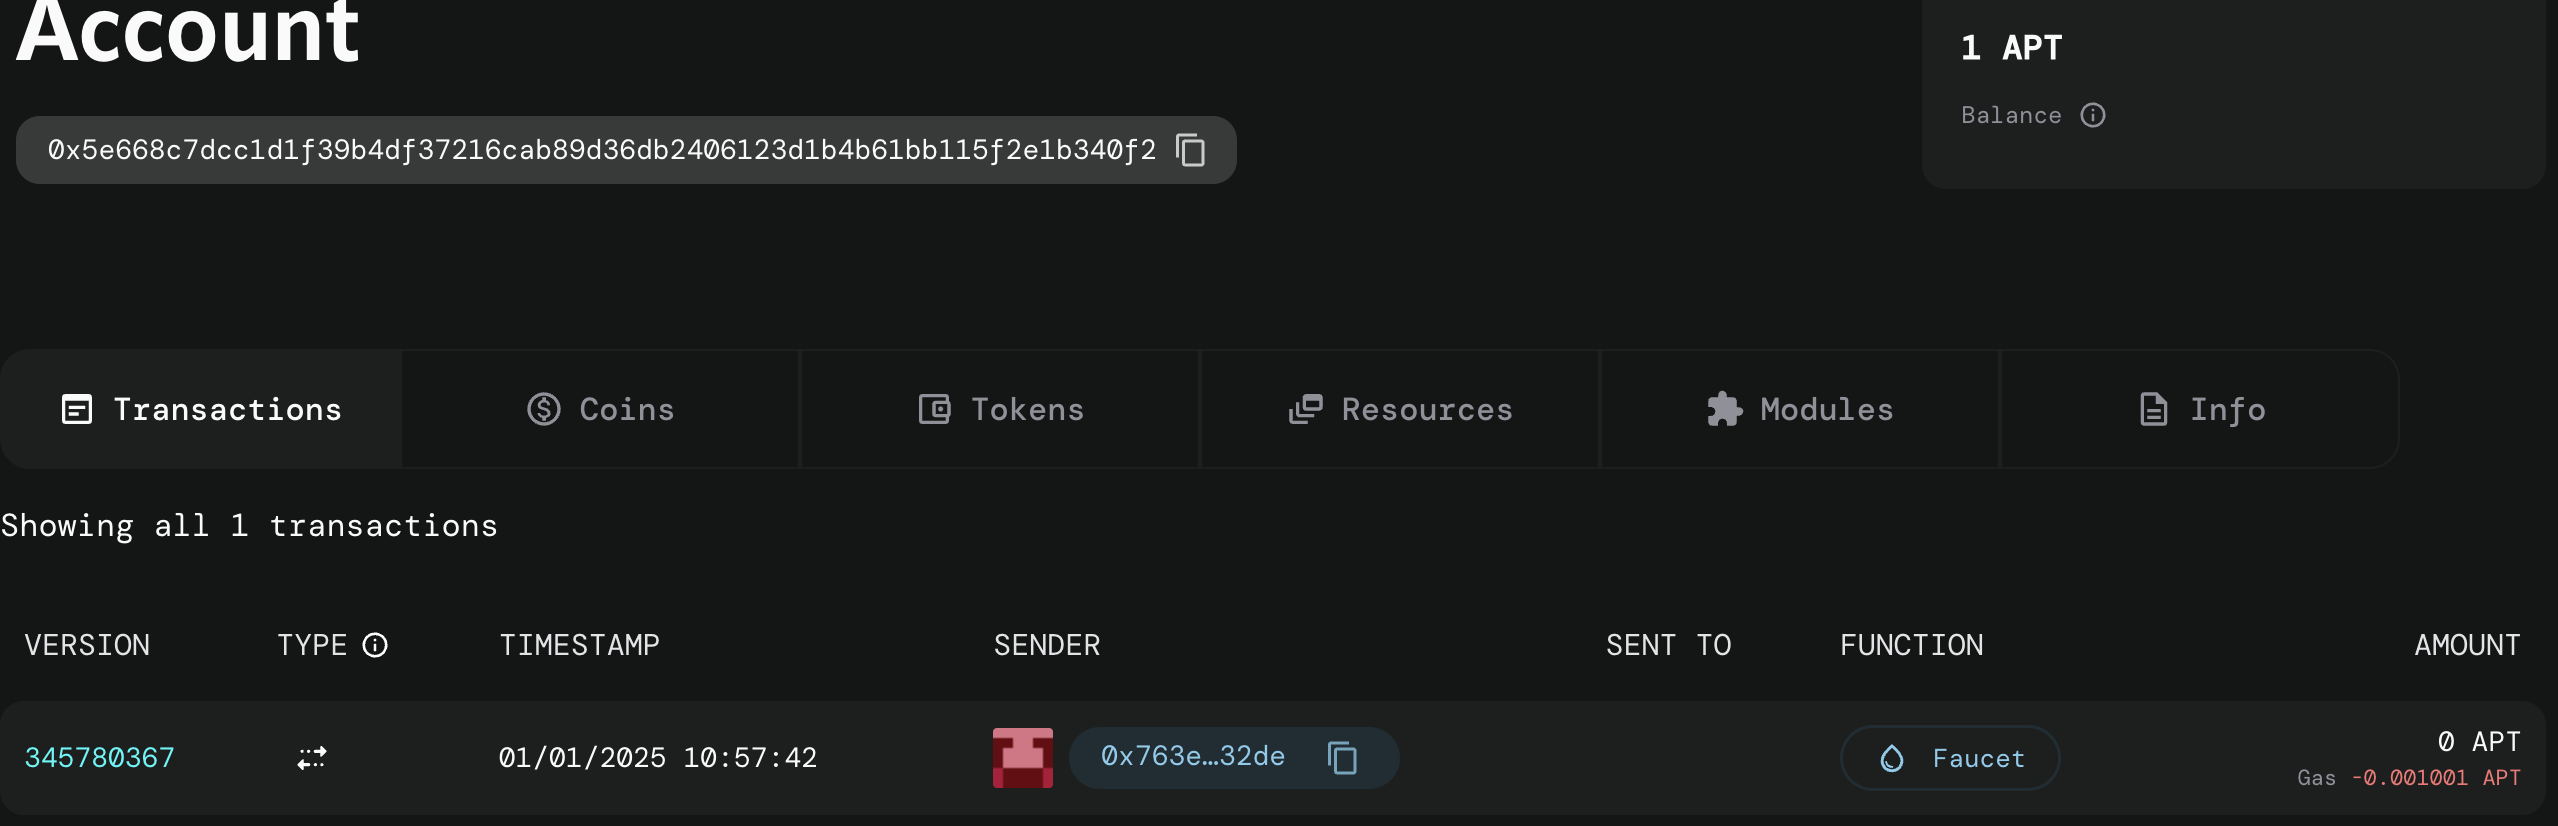 Account
1 APT
Balance
0x5e668c7dcc1d1f39b4df37216cab89d36db2406123d1b4b61bb115f2e1b340f2
Transactions Coins Tokens Resources Modules Info
Showing all 1 transactions
VERSION TYPE TIMESTAMP SENDER SENT TO FUNCTION AMOUNT
345780367 01/01/2025 10:57:42 0x763e…32de Faucet 0 APT
Gas -0.001001 APT